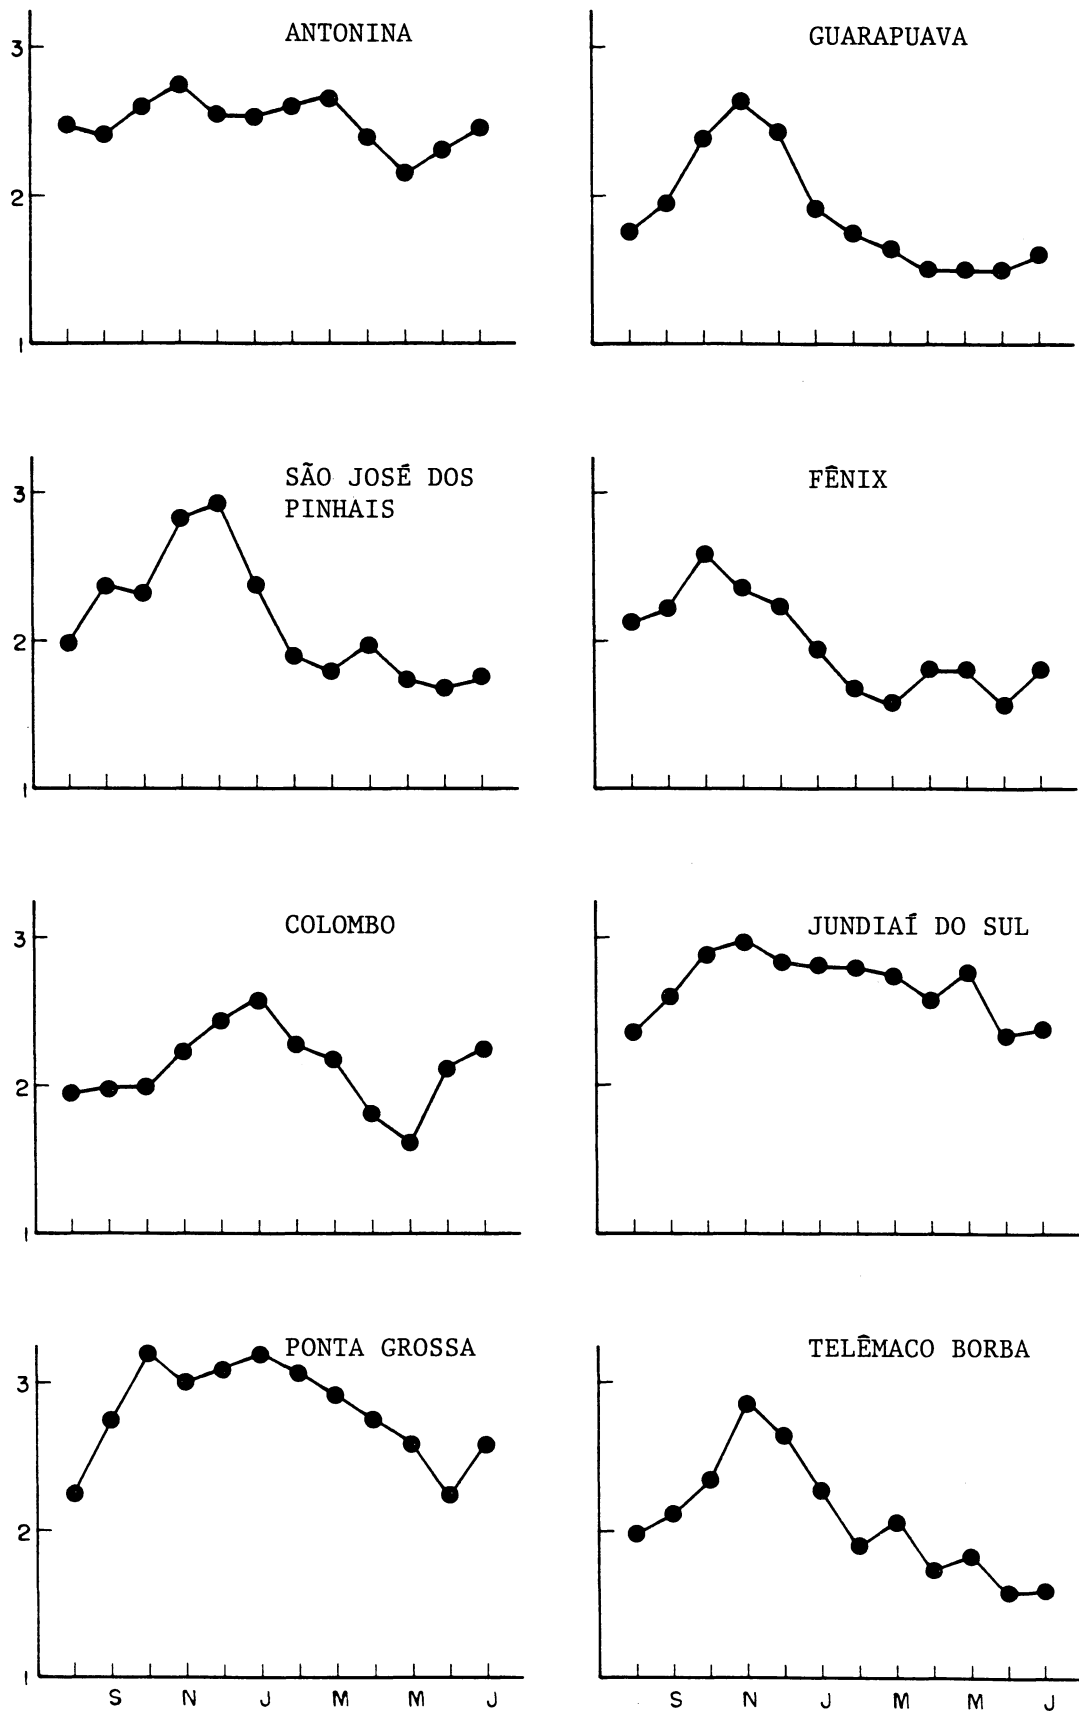 ANTONINA
3
2
1
GUARAPUAVA
SÃO JOSÉ DOS
PINHAIS
3
2
1
FÊNIX
COLOMBO
3
2
1
JUNDIAÍ DO SUL
PONTA GROSSA
3
2
1
S N J M M J
TELÊMACO BORBA
S N J M M J